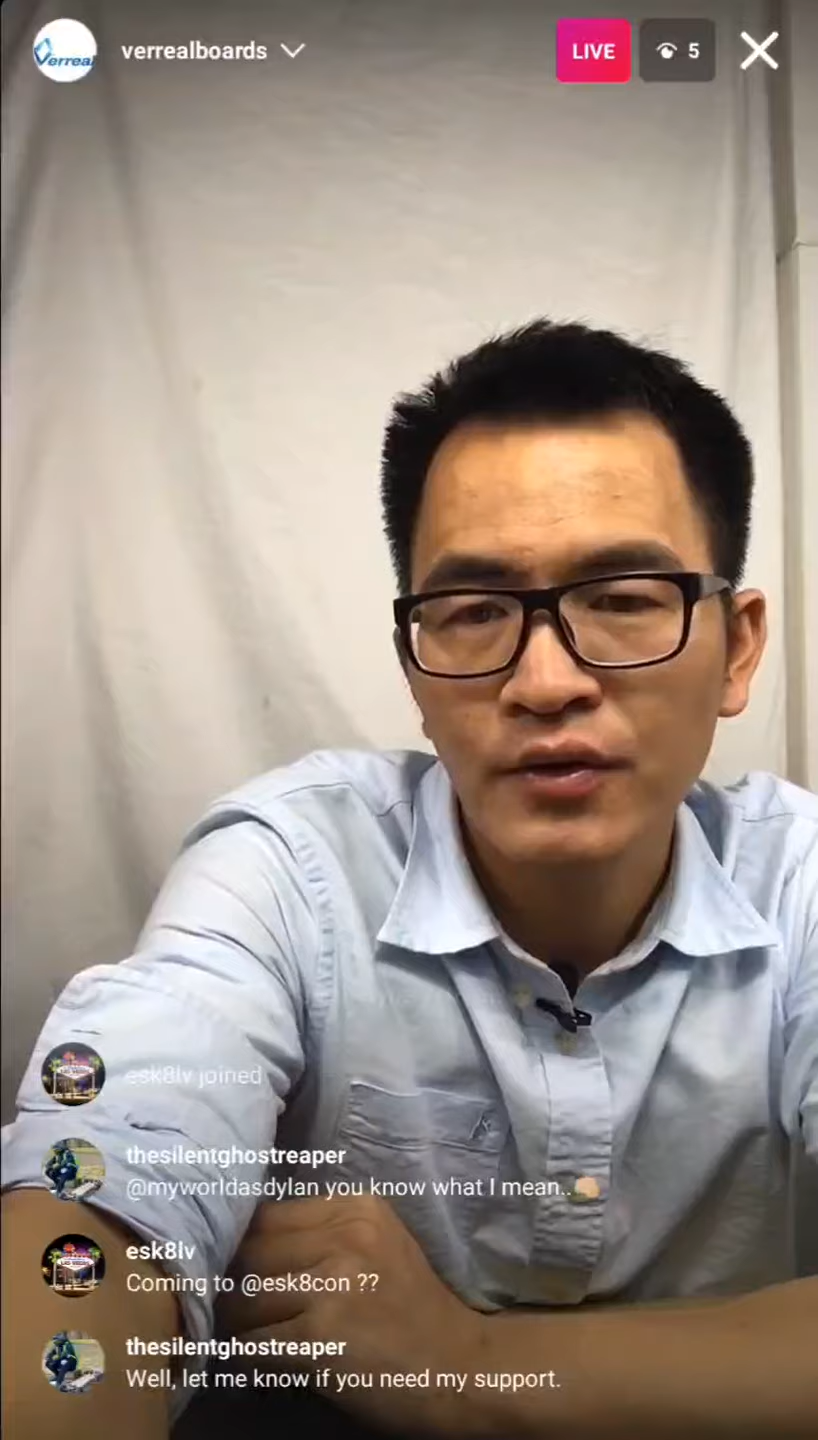 Verreal
verrealboards
LIVE
5
esk8lv joined
thesilentghostreaper
@myworldasdylan you know what I mean..
esk8lv
Coming to @esk8con ??
thesilentghostreaper
Well, let me know if you need my support.